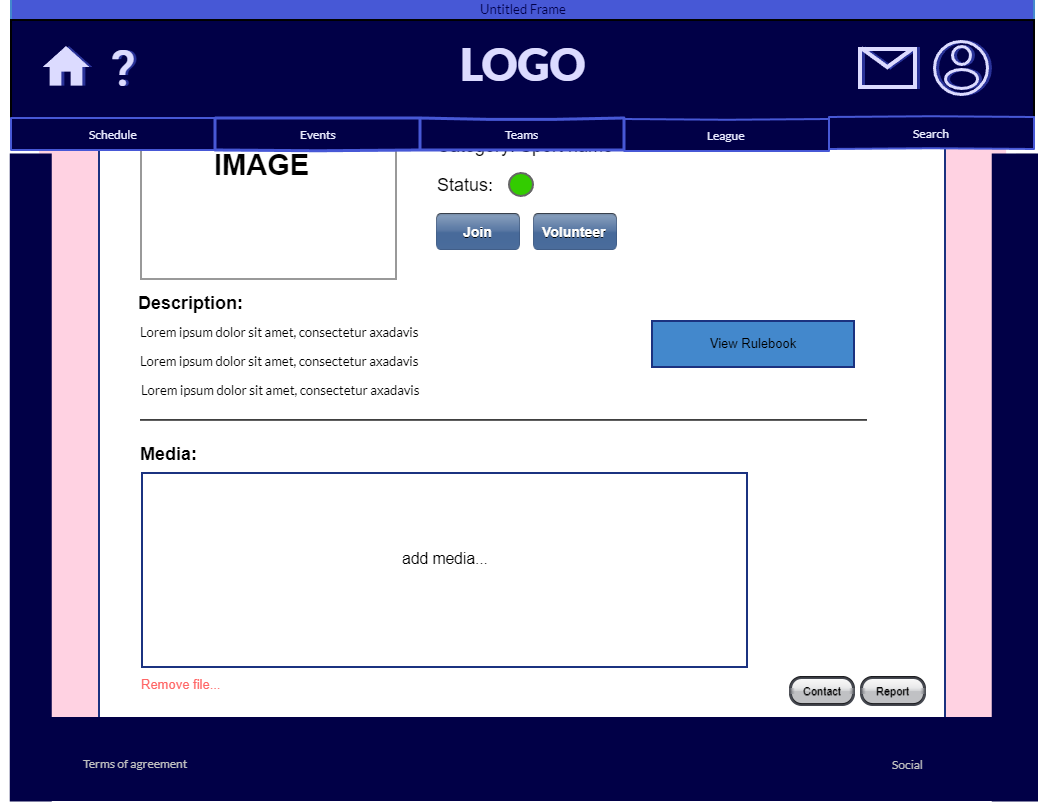 Untitled Frame
?
LOGO
Schedule
Events
Teams
League
Search
IMAGE
Status:
Join
Volunteer
Description:
Lorem ipsum dolor sit amet, consectetur axadavis
Lorem ipsum dolor sit amet, consectetur axadavis
Lorem ipsum dolor sit amet, consectetur axadavis
View Rulebook
Media:
add media...
Remove file...
Contact
Report
Terms of agreement
Social